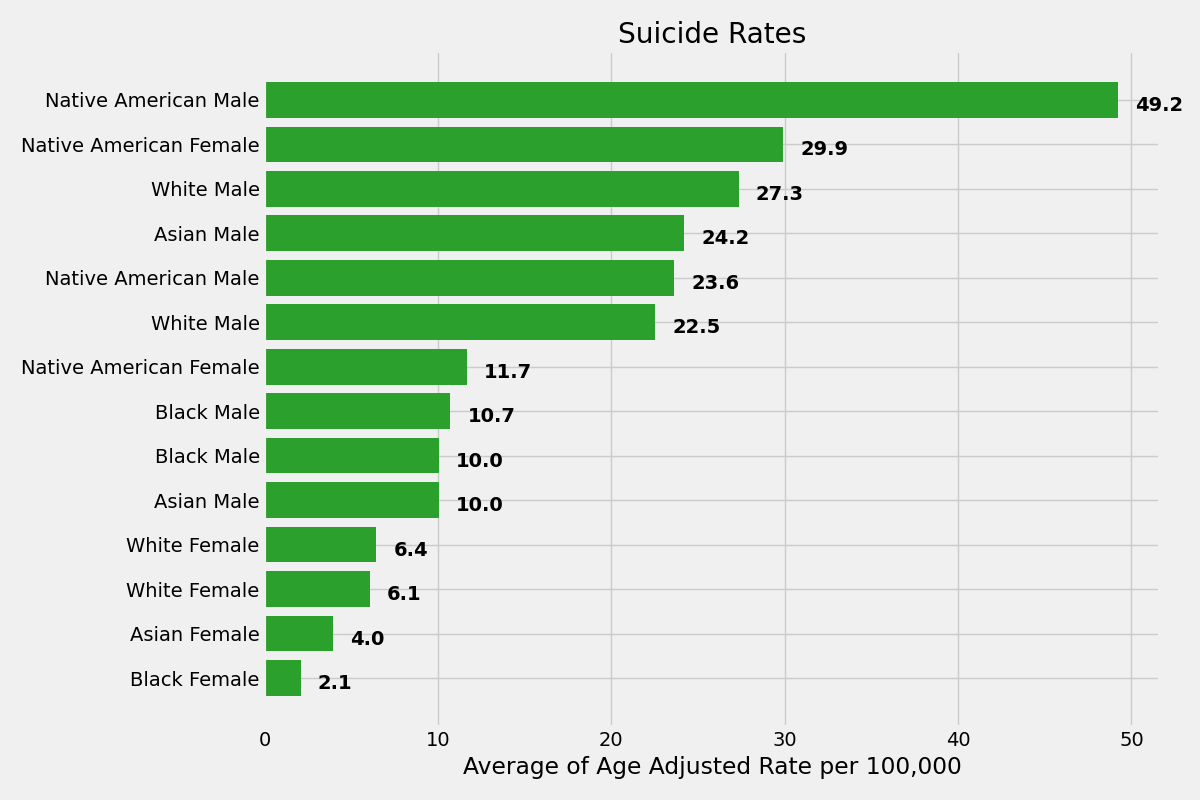 Suicide Rates
Native American Male 49.2
Native American Female 29.9
White Male 27.3
Asian Male 24.2
Native American Male 23.6
White Male 22.5
Native American Female 11.7
Black Male 10.7
Black Male 10.0
Asian Male 10.0
White Female 6.4
White Female 6.1
Asian Female 4.0
Black Female 2.1
0 10 20 30 40 50
Average of Age Adjusted Rate per 100,000